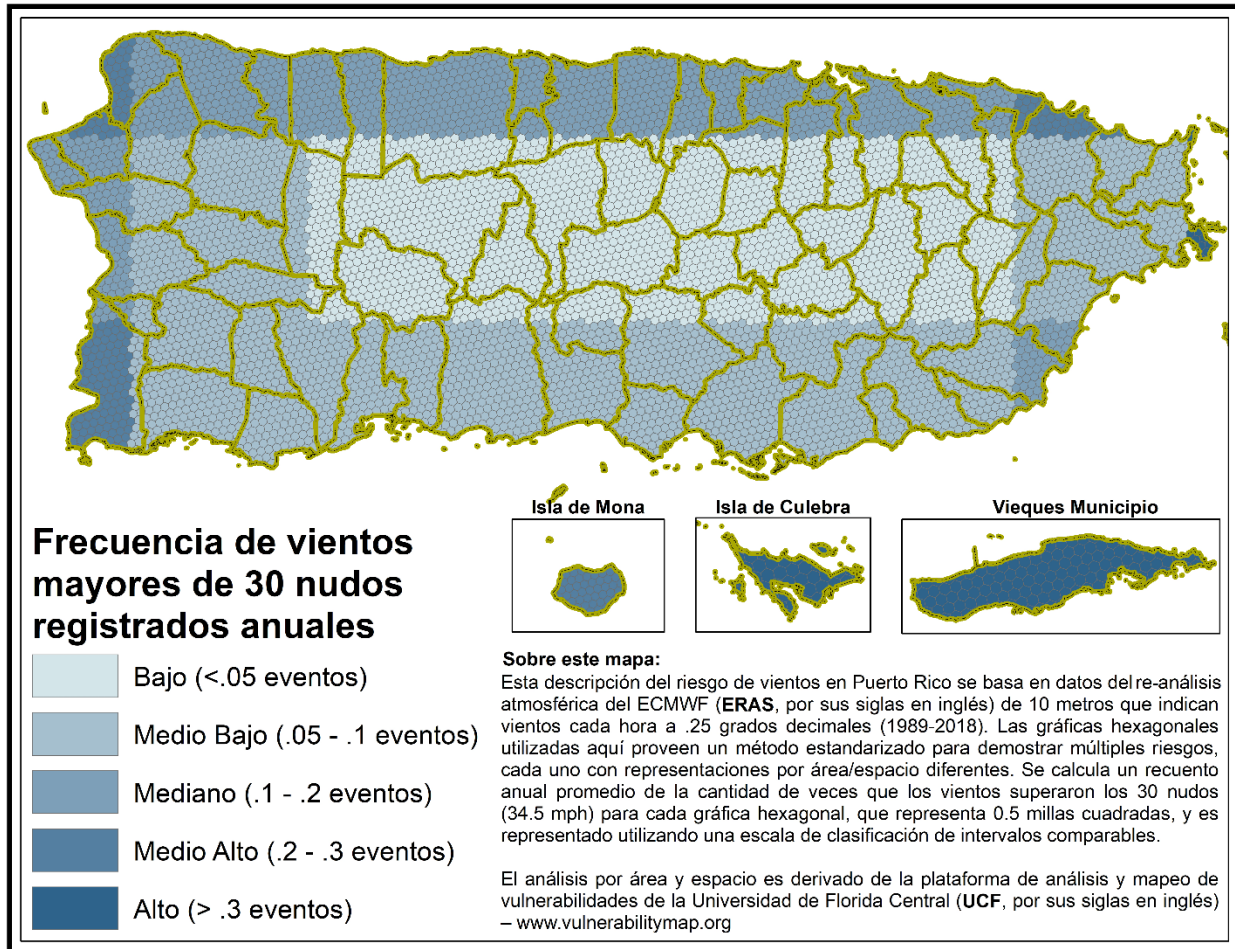 Isla de Mona
Isla de Culebra
Vieques Municipio
Frecuencia de vientos
mayores de 30 nudos
registrados anuales
Bajo (<.05 eventos)
Medio Bajo (.05 - .1 eventos)
Mediano (.1 - .2 eventos)
Medio Alto (.2 - .3 eventos)
Alto (> .3 eventos)
Sobre este mapa:
Esta descripción del riesgo de vientos en Puerto Rico se basa en datos del re-análisis
atmosférica del ECMWF (ERAS, por sus siglas en inglés) de 10 metros que indican
vientos cada hora a .25 grados decimales (1989-2018). Las gráficas hexagonales
utilizadas aquí proveen un método estandarizado para demostrar múltiples riesgos,
cada uno con representaciones por área/espacio diferentes. Se calcula un recuento
anual promedio de la cantidad de veces que los vientos superaron los 30 nudos
(34.5 mph) para cada gráfica hexagonal, que representa 0.5 millas cuadradas, y es
representado utilizando una escala de clasificación de intervalos comparables.
El análisis por área y espacio es derivado de la plataforma de análisis y mapeo de
vulnerabilidades de la Universidad de Florida Central (UCF, por sus siglas en inglés)
– www.vulnerabilitymap.org